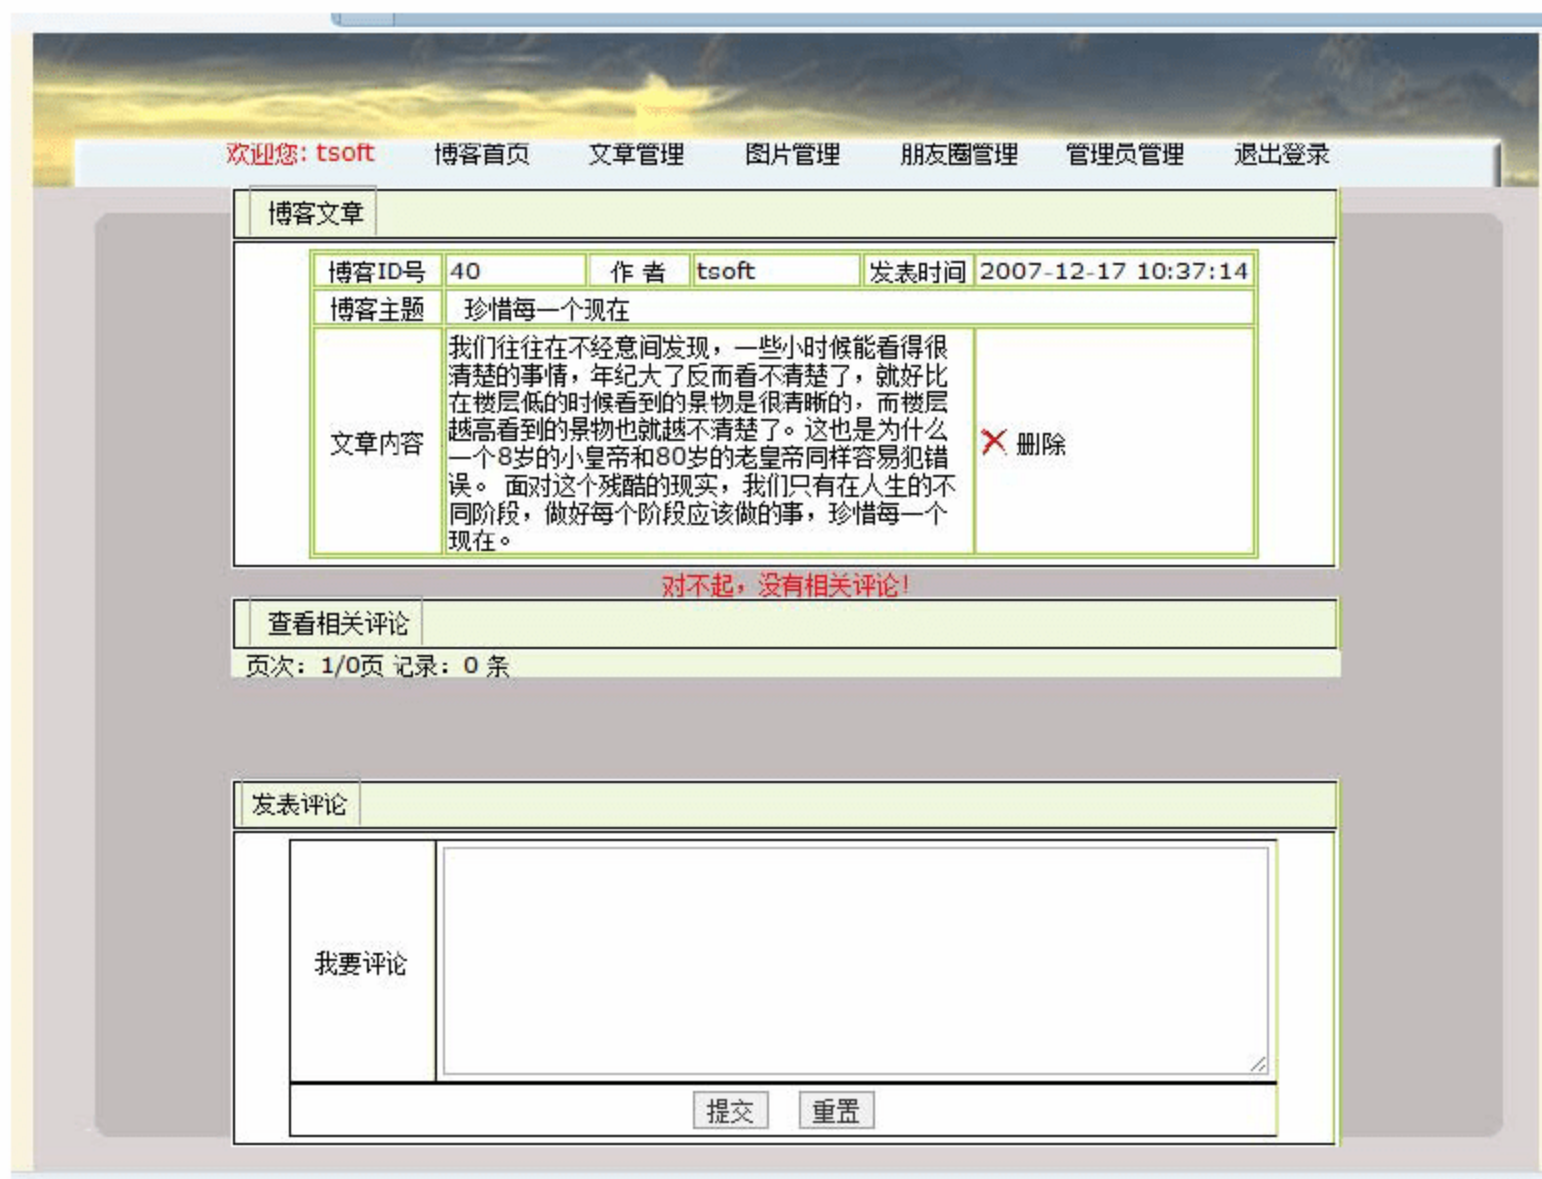 欢迎您: tsoft 博客首页 文章管理 图片管理 朋友圈管理 管理员管理 退出登录
博客文章
博客ID号 40 作 者 tsoft 发表时间 2007-12-17 10:37:14
博客主题 珍惜每一个现在
我们往往在不经意间发现，一些小时候能看得很
清楚的事情，年纪大了反而看不清楚了，就好比
在楼层低的时候看到的景物是很清晰的，而楼层
越高看到的景物也就越不清楚了。这也是为什么
文章内容
一个8岁的小皇帝和80岁的老皇帝同样容易犯错
误。 面对这个残酷的现实，我们只有在人生的不
同阶段，做好每个阶段应该做的事，珍惜每一个
现在。
删除
对不起，没有相关评论！
查看相关评论
页次：1/0页 记录：0 条
发表评论
我要评论
提交 重置